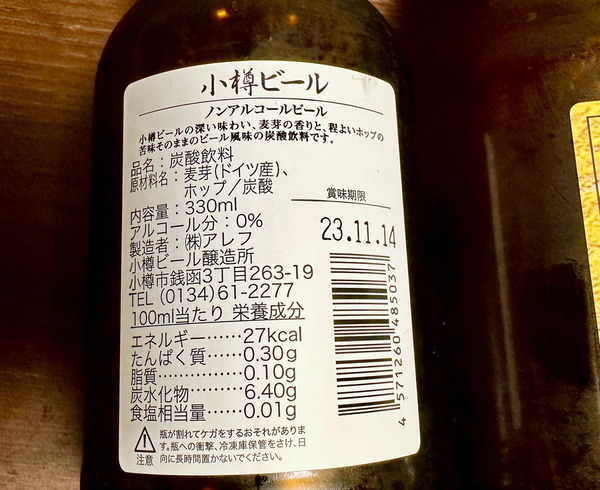 小樽ビール
ノンアルコールビール
小樽ビールの深い味わい、麦芽の香りと、程よいホップの
苦味そのままのビール風味の炭酸飲料です。
品名：炭酸飲料
原材料名：麦芽(ドイツ産)、
ホップ／炭酸
内容量：330ml
アルコール分：0%
製造者：㈱アレフ
小樽ビール醸造所
小樽市銭函3丁目263-19
TEL (0134)61-2277
100ml当たり 栄養成分
エネルギー……27kcal
たんぱく質……0.30g
脂質…………0.10g
炭水化物………6.40g
食塩相当量……0.01g
賞味期限
23.11.14
4 571260 485037
注意
瓶が割れてケガをするおそれがありま
す。瓶への衝撃、冷凍庫保管をさけ、日
向に長時間置かないでください。